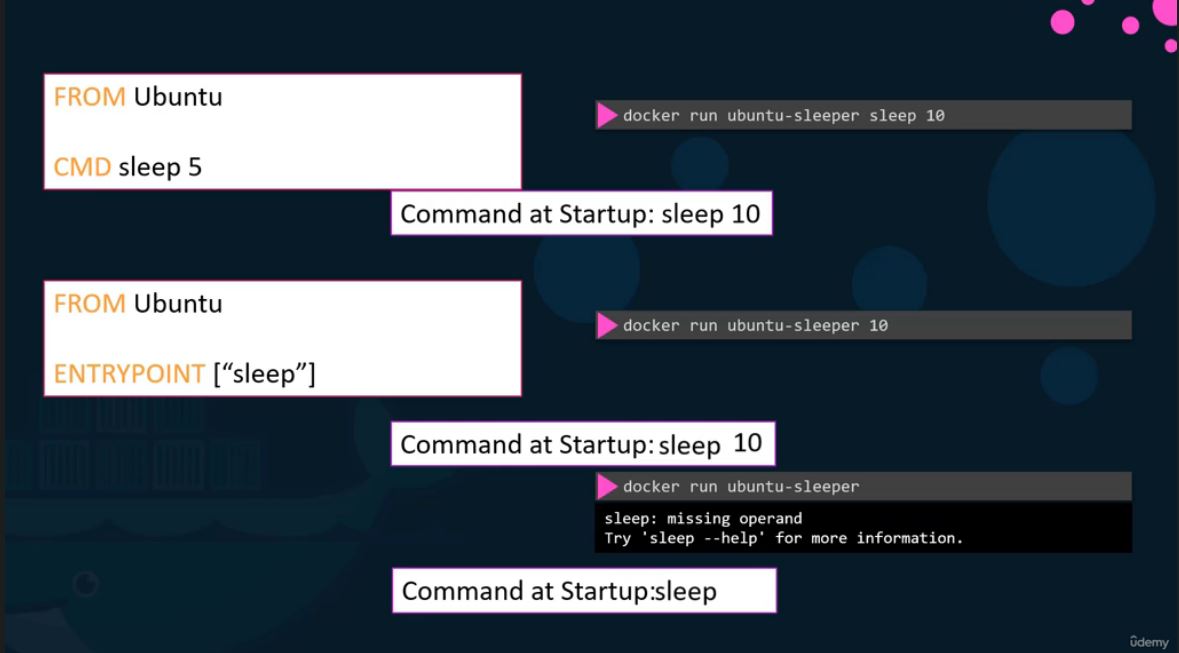 FROM Ubuntu
CMD sleep 5
docker run ubuntu-sleeper sleep 10
Command at Startup: sleep 10
FROM Ubuntu
ENTRYPOINT [“sleep”]
docker run ubuntu-sleeper 10
Command at Startup: sleep 10
docker run ubuntu-sleeper
sleep: missing operand
Try 'sleep --help' for more information.
Command at Startup:sleep
ûdemy